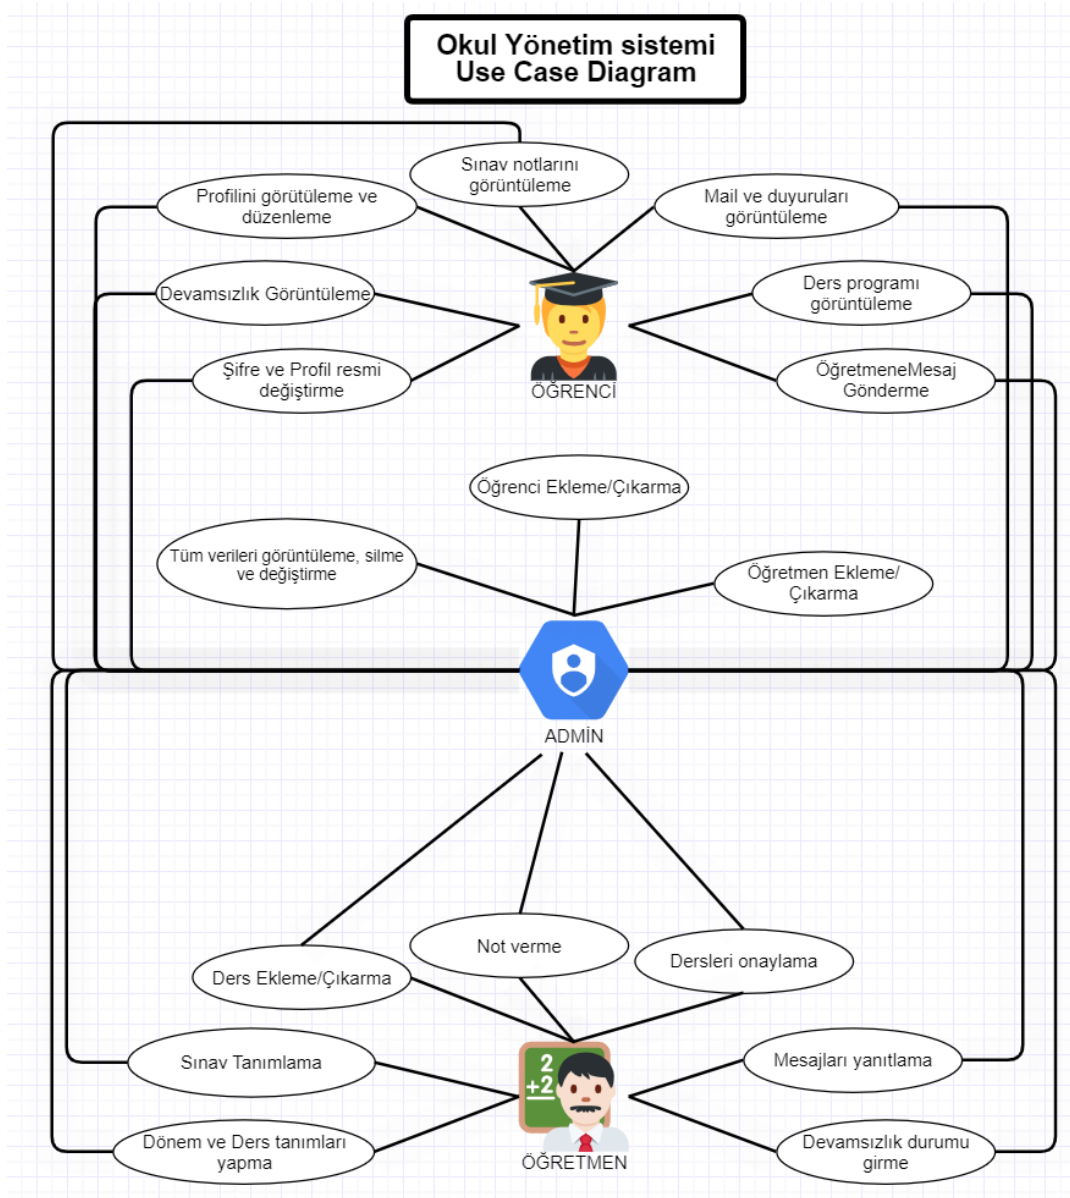 Okul Yönetim sistemi
Use Case Diagram
Sınav notlarını
görüntüleme
Profilini görütüleme ve
düzenleme
Mail ve duyuruları
görüntüleme
Devamsızlık Görüntüleme
Ders programı
görüntüleme
Şifre ve Profil resmi
değiştirme
ÖğretmeneMesaj
Gönderme
ÖĞRENCİ
Öğrenci Ekleme/Çıkarma
Tüm verileri görüntüleme, silme
ve değiştirme
Öğretmen Ekleme/
Çıkarma
ADMİN
Not verme
Dersleri onaylama
Ders Ekleme/Çıkarma
Sınav Tanımlama
2
+2
Mesajları yanıtlama
Dönem ve Ders tanımları
yapma
Devamsızlık durumu
girme
ÖĞRETMEN